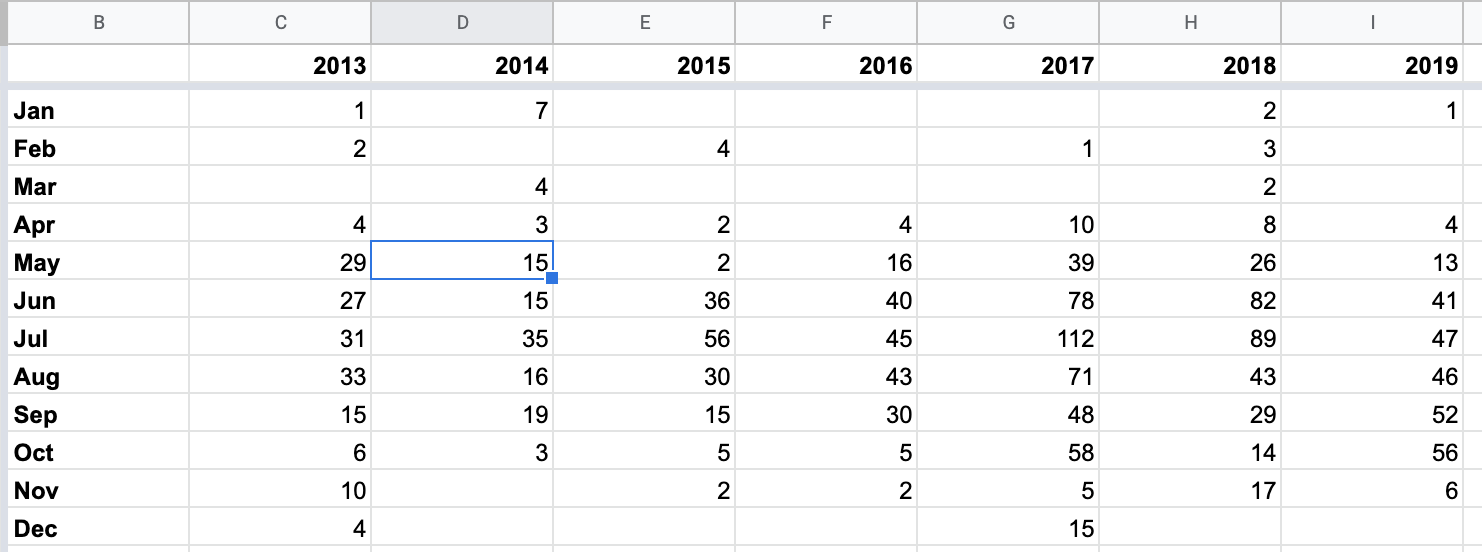 B C D E F G H I
2013 2014 2015 2016 2017 2018 2019
Jan 1 7 2 1
Feb 2 4 1 3
Mar 4 2
Apr 4 3 2 4 10 8 4
May 29 15 2 16 39 26 13
Jun 27 15 36 40 78 82 41
Jul 31 35 56 45 112 89 47
Aug 33 16 30 43 71 43 46
Sep 15 19 15 30 48 29 52
Oct 6 3 5 5 58 14 56
Nov 10 2 2 5 17 6
Dec 4 15